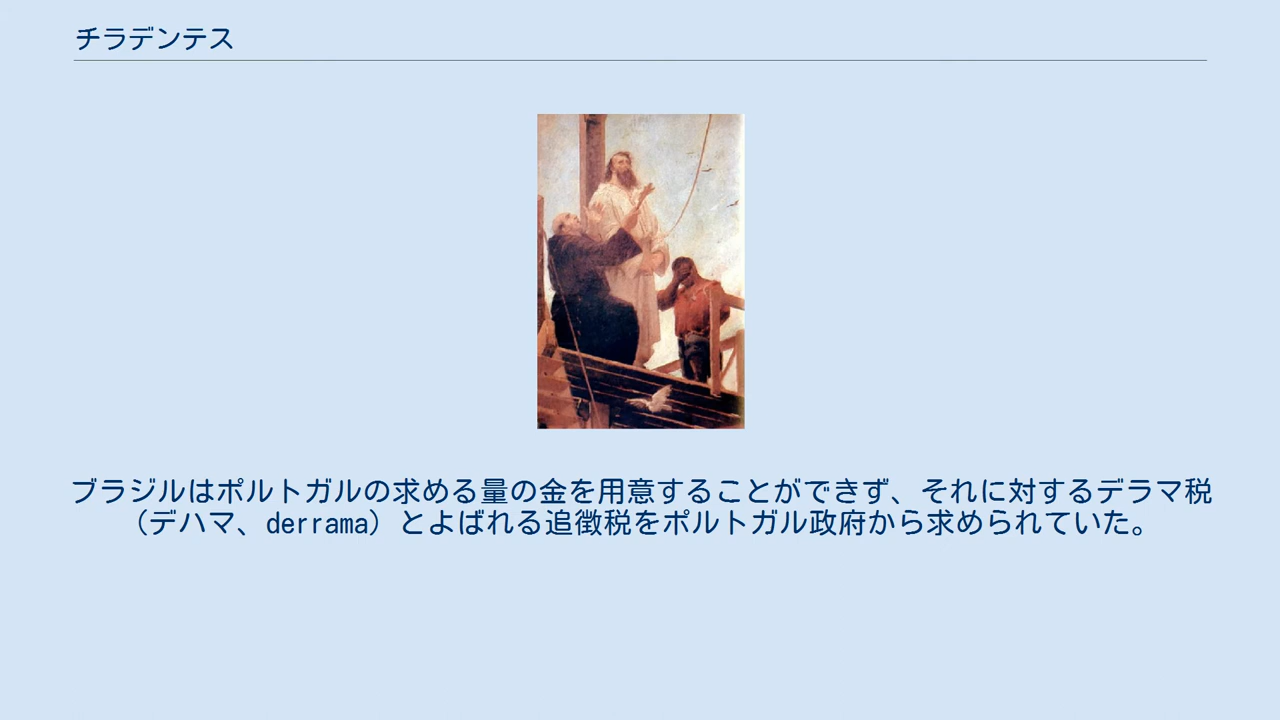 チラデンテス
ブラジルはポルトガルの求める量の金を用意することができず、それに対するデラマ税
（デハマ、derrama）とよばれる追徴税をポルトガル政府から求められていた。